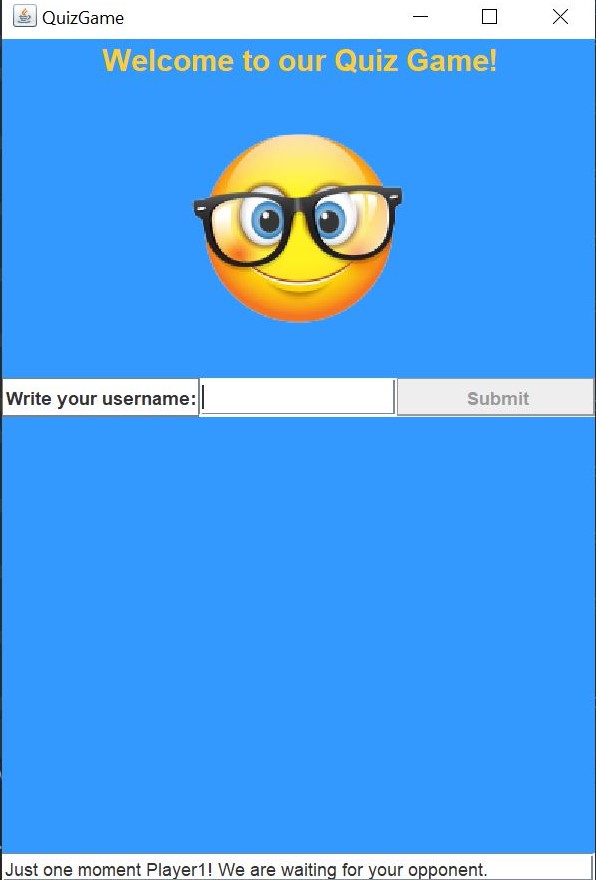 QuizGame
Welcome to our Quiz Game!
Write your username: Submit
Just one moment Player1! We are waiting for your opponent.